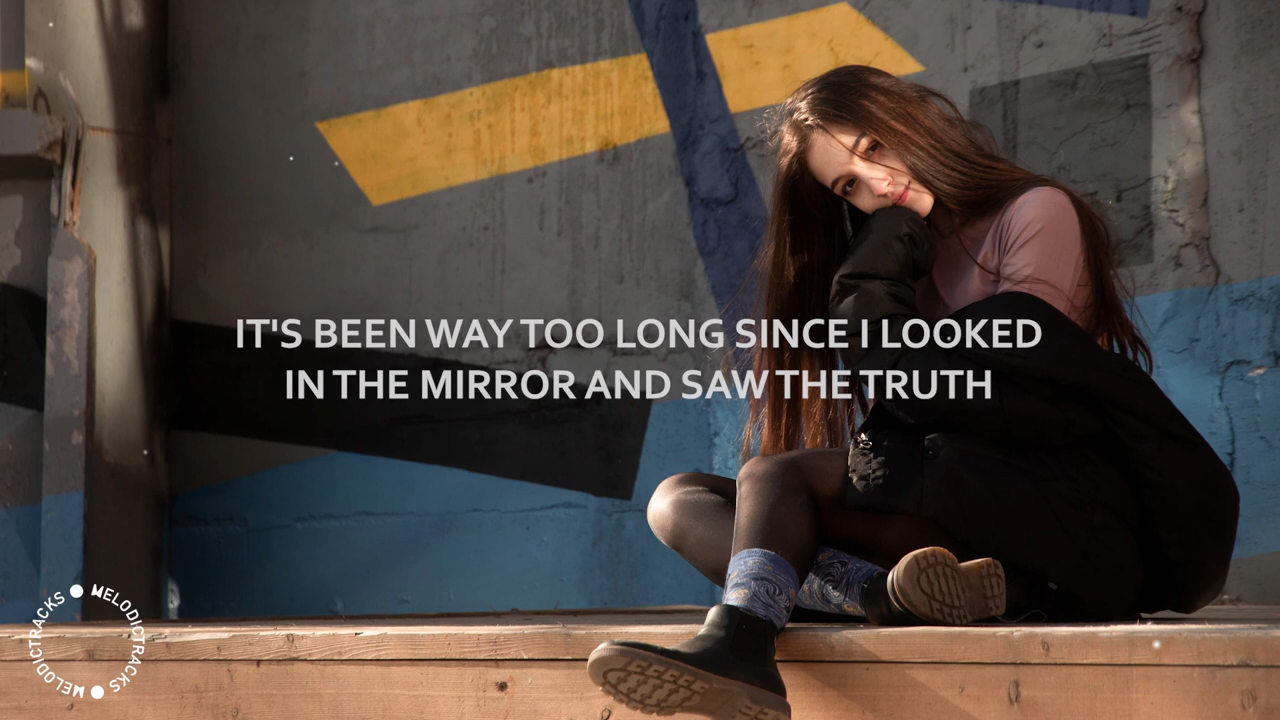 IT'S BEEN WAY TOO LONG SINCE I LOOKED
IN THE MIRROR AND SAW THE TRUTH
MELODICTRACKS
MELODICTRACKS